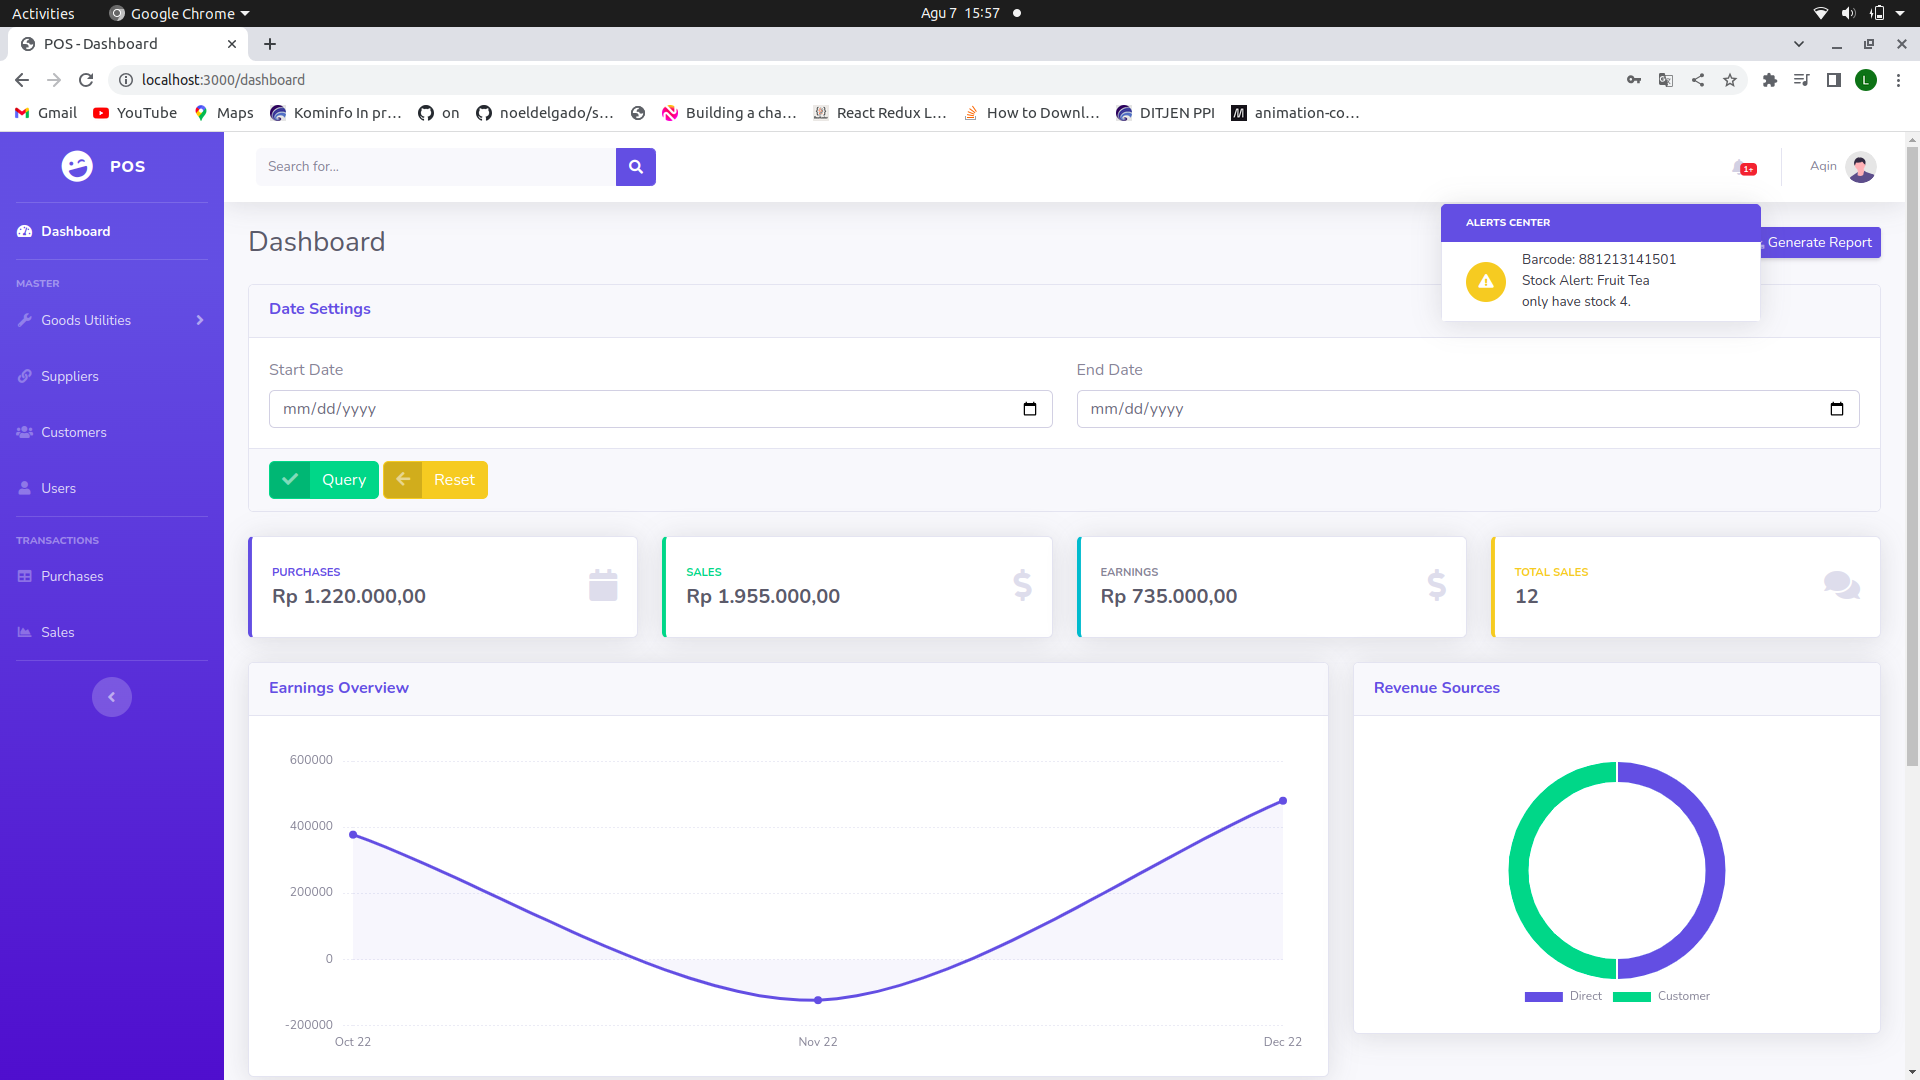 Activities
Google Chrome
Agu 7 15:57
POS - Dashboard
localhost:3000/dashboard
L
Gmail
YouTube
Maps
Kominfo In pr...
on
noeldelgado/s...
Building a cha...
React Redux L...
How to Downl...
DITJEN PPI
M
animation-co...
POS
Search for...
1+
Aqin
Dashboard
MASTER
Goods Utilities
Suppliers
Customers
Users
TRANSACTIONS
Purchases
Sales
Dashboard
Generate Report
ALERTS CENTER
Barcode: 881213141501
Stock Alert: Fruit Tea
only have stock 4.
Date Settings
Start Date
End Date
mm/dd/yyyy
mm/dd/yyyy
Query
Reset
PURCHASES
Rp 1.220.000,00
SALES
Rp 1.955.000,00
EARNINGS
Rp 735.000,00
TOTAL SALES
12
Earnings Overview
600000
400000
200000
0
-200000
Oct 22
Nov 22
Dec 22
Revenue Sources
Direct
Customer